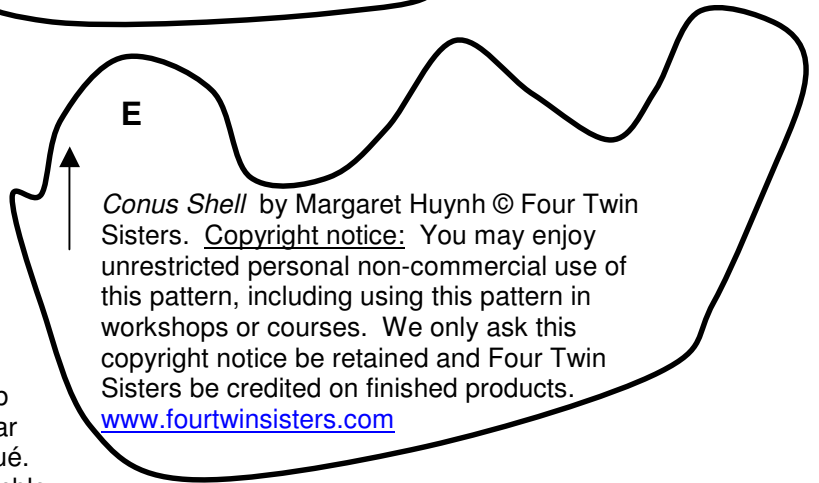 E
Conus Shell by Margaret Huynh © Four Twin
Sisters. Copyright notice: You may enjoy
unrestricted personal non-commercial use of
this pattern, including using this pattern in
workshops or courses. We only ask this
copyright notice be retained and Four Twin
Sisters be credited on finished products.
www.fourtwinsisters.com